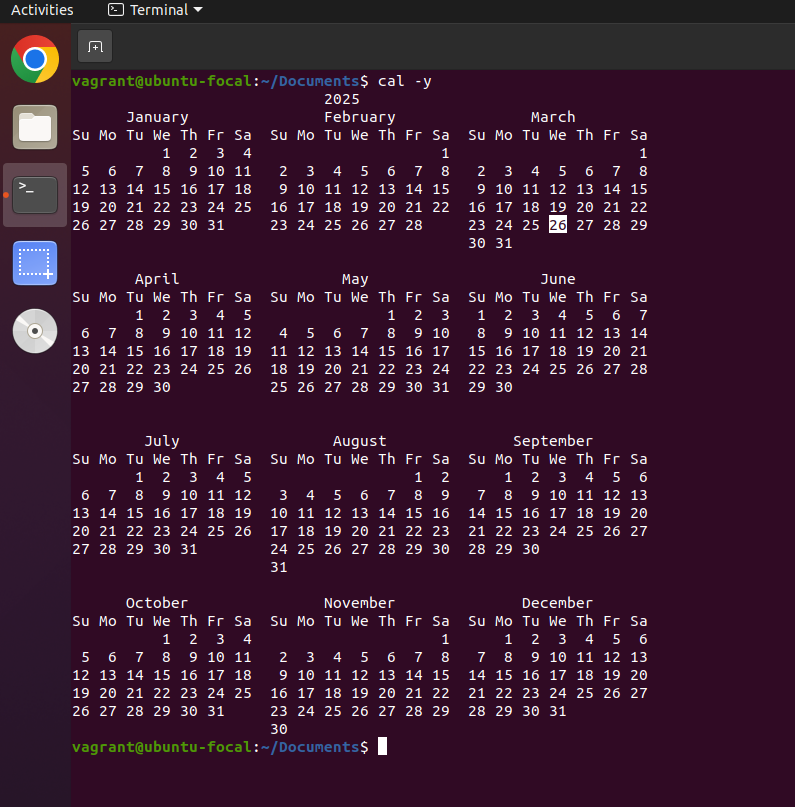 Activities Terminal
vagrant@ubuntu-focal:~/Documents$ cal -y
                            2025
      January               February               March
Su Mo Tu We Th Fr Sa  Su Mo Tu We Th Fr Sa  Su Mo Tu We Th Fr Sa
          1  2  3  4                     1                     1
 5  6  7  8  9 10 11   2  3  4  5  6  7  8   2  3  4  5  6  7  8
12 13 14 15 16 17 18   9 10 11 12 13 14 15   9 10 11 12 13 14 15
19 20 21 22 23 24 25  16 17 18 19 20 21 22  16 17 18 19 20 21 22
26 27 28 29 30 31     23 24 25 26 27 28     23 24 25 26 27 28 29
                                            30 31
       April                  May                   June
Su Mo Tu We Th Fr Sa  Su Mo Tu We Th Fr Sa  Su Mo Tu We Th Fr Sa
       1  2  3  4  5               1  2  3   1  2  3  4  5  6  7
 6  7  8  9 10 11 12   4  5  6  7  8  9 10   8  9 10 11 12 13 14
13 14 15 16 17 18 19  11 12 13 14 15 16 17  15 16 17 18 19 20 21
20 21 22 23 24 25 26  18 19 20 21 22 23 24  22 23 24 25 26 27 28
27 28 29 30           25 26 27 28 29 30 31  29 30
        July                 August              September
Su Mo Tu We Th Fr Sa  Su Mo Tu We Th Fr Sa  Su Mo Tu We Th Fr Sa
       1  2  3  4  5                  1  2      1  2  3  4  5  6
 6  7  8  9 10 11 12   3  4  5  6  7  8  9   7  8  9 10 11 12 13
13 14 15 16 17 18 19  10 11 12 13 14 15 16  14 15 16 17 18 19 20
20 21 22 23 24 25 26  17 18 19 20 21 22 23  21 22 23 24 25 26 27
27 28 29 30 31        24 25 26 27 28 29 30  28 29 30
                      31
      October               November              December
Su Mo Tu We Th Fr Sa  Su Mo Tu We Th Fr Sa  Su Mo Tu We Th Fr Sa
          1  2  3  4                     1      1  2  3  4  5  6
 5  6  7  8  9 10 11   2  3  4  5  6  7  8   7  8  9 10 11 12 13
12 13 14 15 16 17 18   9 10 11 12 13 14 15  14 15 16 17 18 19 20
19 20 21 22 23 24 25  16 17 18 19 20 21 22  21 22 23 24 25 26 27
26 27 28 29 30 31     23 24 25 26 27 28 29  28 29 30 31
                      30
vagrant@ubuntu-focal:~/Documents$